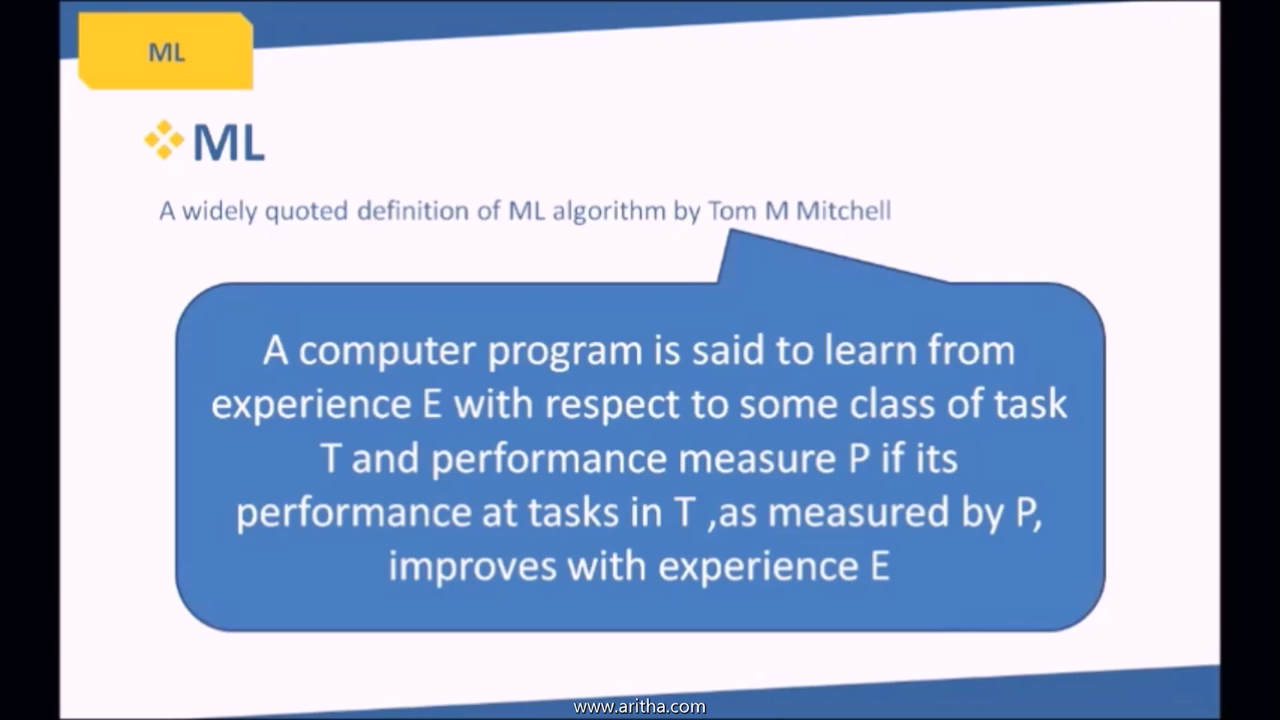 ML
ML
A widely quoted definition of ML algorithm by Tom M Mitchell
A computer program is said to learn from
experience E with respect to some class of task
T and performance measure P if its
performance at tasks in T ,as measured by P,
improves with experience E
www.aritha.com